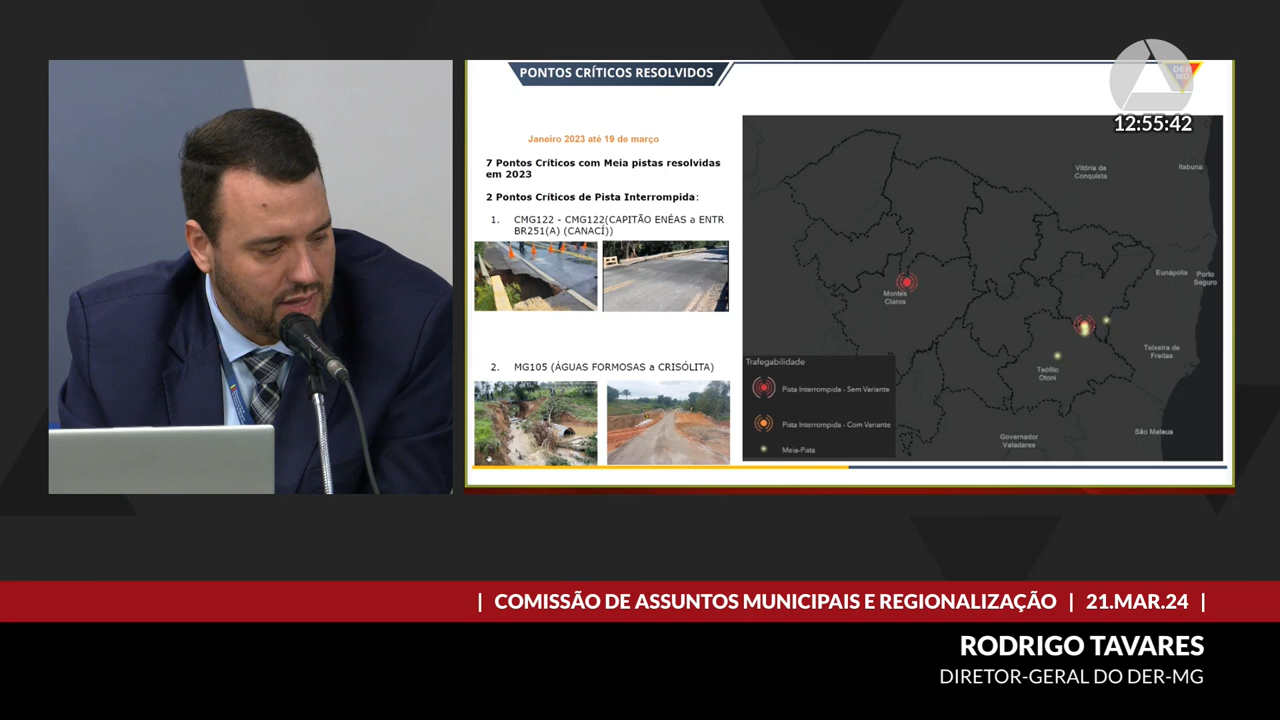 PONTOS CRÍTICOS RESOLVIDOS
DER
MG
12:55:42
Janeiro 2023 até 19 de março
7 Pontos Críticos com Meia pistas resolvidas
em 2023
2 Pontos Críticos de Pista Interrompida:
1. CMG122 - CMG122(CAPITÃO ENÉAS a ENTR
BR251(A) (CANACÍ))
2. MG105 (ÁGUAS FORMOSAS a CRISÓLITA)
Vitória da
Conquista
Itabuna
Eunápolis
Porto
Seguro
Montes
Claros
Teixeira de
Freitas
Teófilo
Otoni
São Mateus
Governador
Valadares
Trafegabilidade
Pista Interrompida - Sem Variante
Pista Interrompida - Com Variante
Meia-Pista
| COMISSÃO DE ASSUNTOS MUNICIPAIS E REGIONALIZAÇÃO | 21.MAR.24 |
RODRIGO TAVARES
DIRETOR-GERAL DO DER-MG